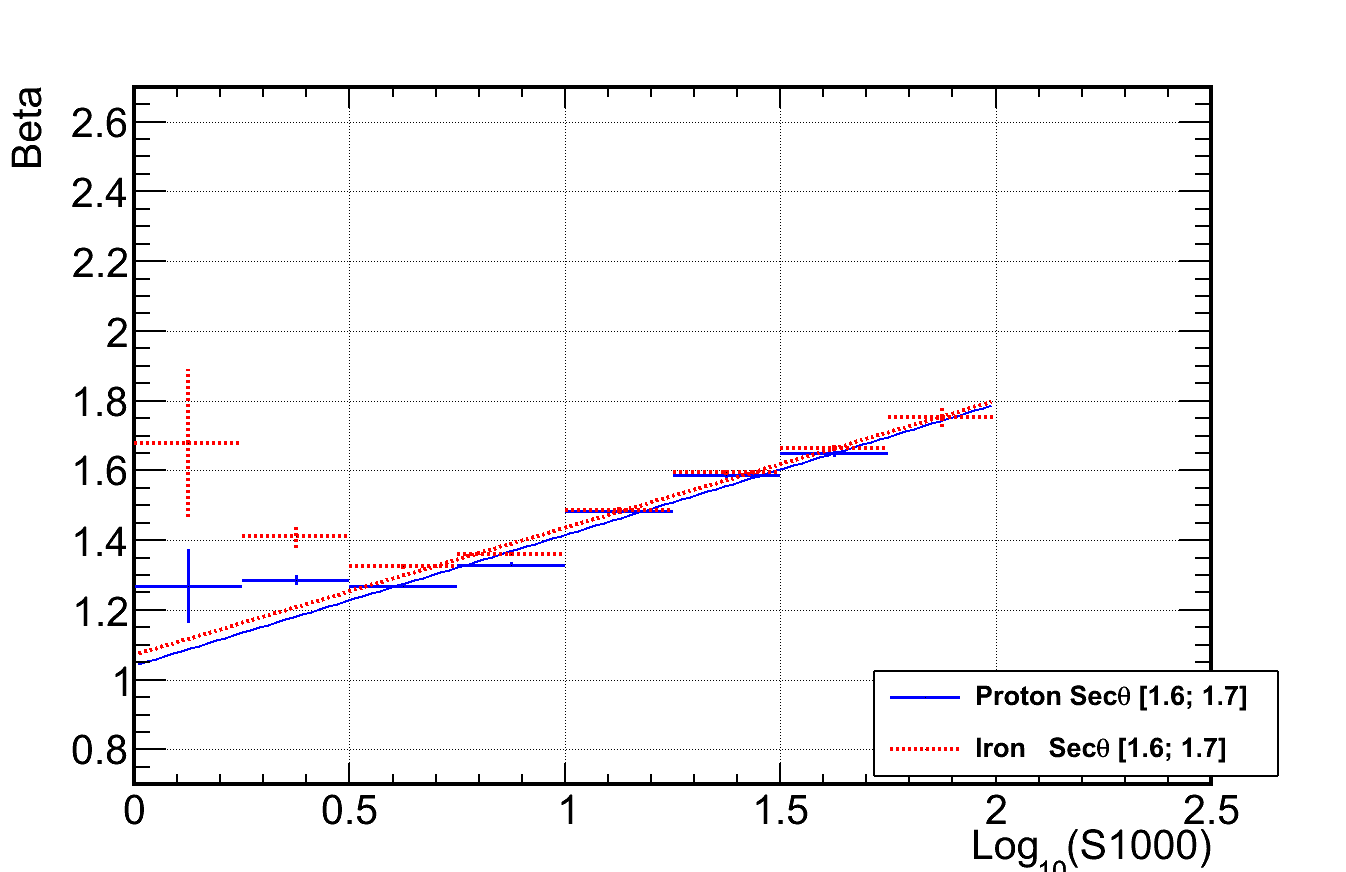 Beta
2.6
2.4
2.2
2
1.8
1.6
1.4
1.2
1
0.8
0 0.5 1 1.5 2 2.5
Log10(S1000)
Proton Secθ [1.6; 1.7]
Iron Secθ [1.6; 1.7]